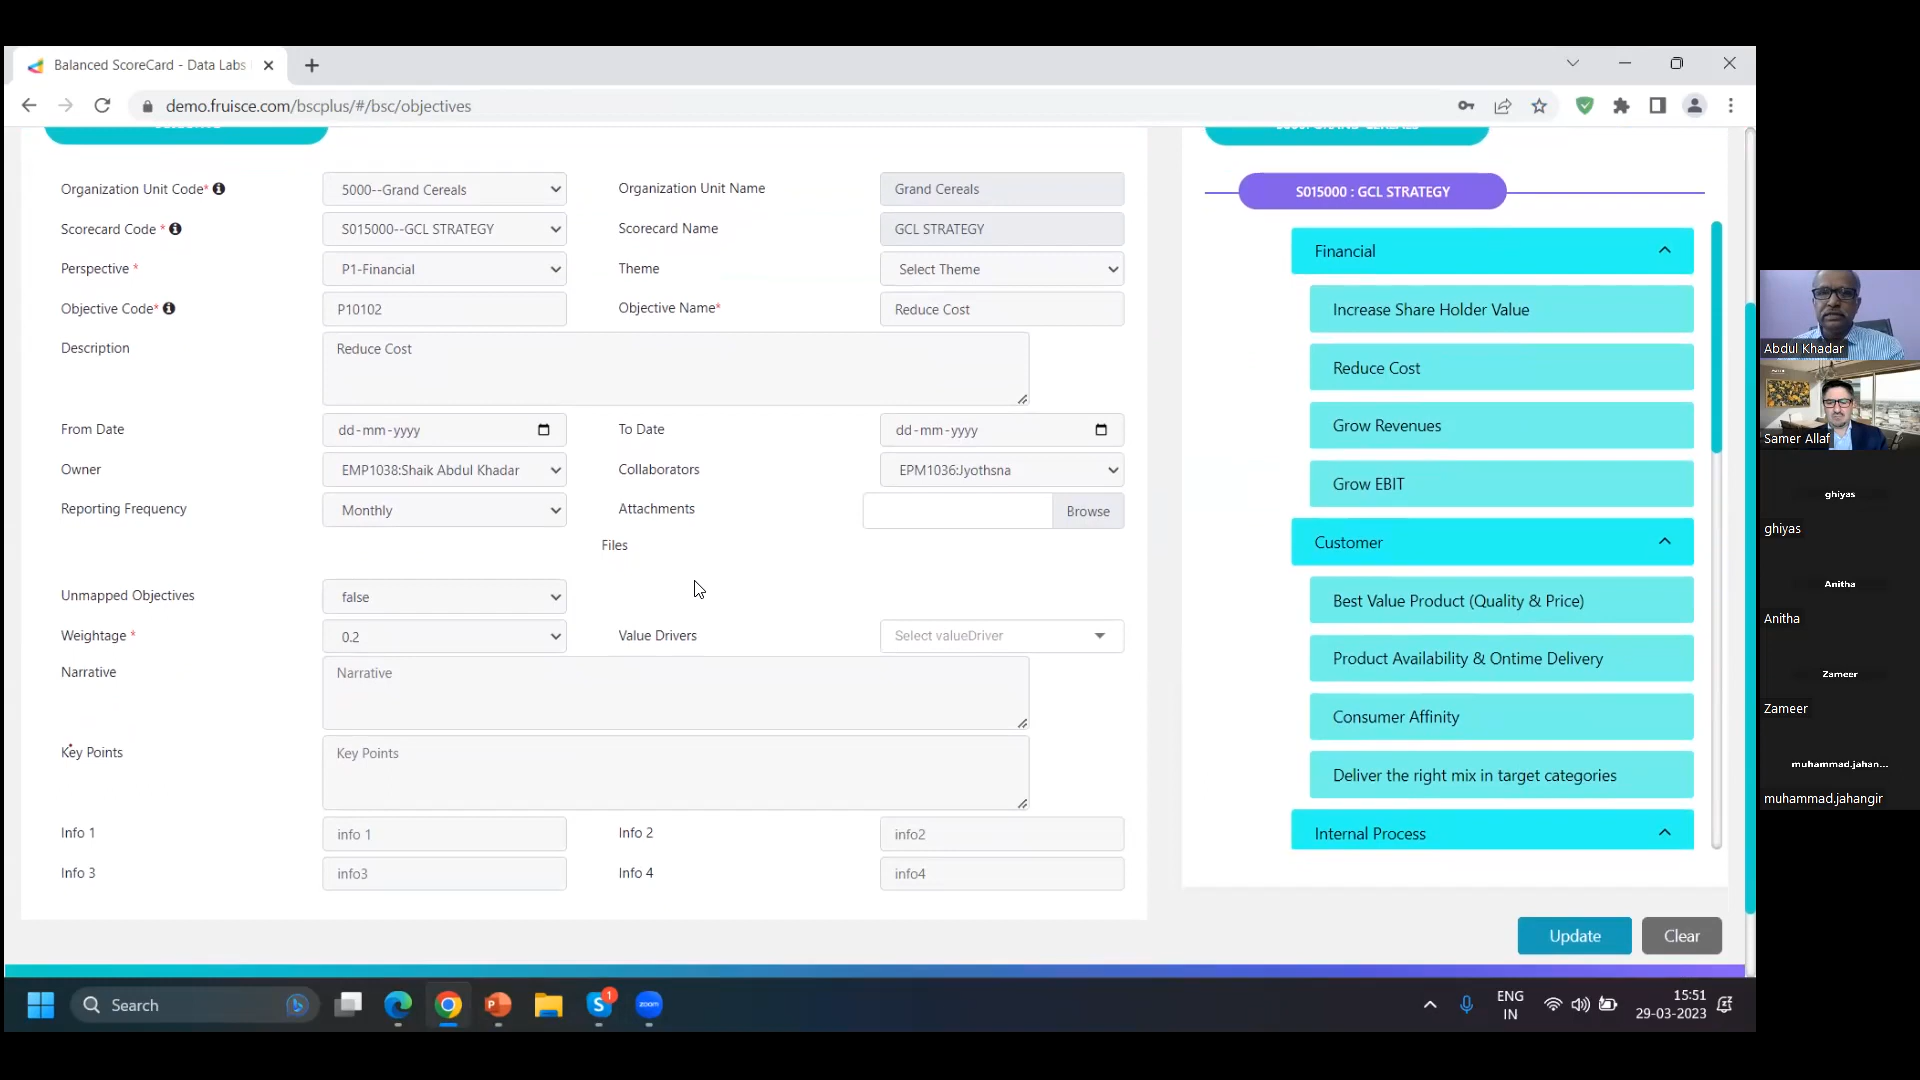 Balanced ScoreCard - Data Labs
demo.fruisce.com/bscplus/#/bsc/objectives
Organization Unit Code*
5000--Grand Cereals
Organization Unit Name
Grand Cereals
Scorecard Code *
S015000--GCL STRATEGY
Scorecard Name
GCL STRATEGY
Perspective *
P1-Financial
Theme
Select Theme
Objective Code*
P10102
Objective Name*
Reduce Cost
Description
Reduce Cost
From Date
dd-mm-yyyy
To Date
dd-mm-yyyy
Owner
EMP1038:Shaik Abdul Khadar
Collaborators
EPM1036:Jyothsna
Reporting Frequency
Monthly
Attachments
Browse
Files
Unmapped Objectives
false
Weightage *
0.2
Value Drivers
Select valueDriver
Narrative
Narrative
Key Points
Key Points
Info 1
info 1
Info 2
info2
Info 3
info3
Info 4
info4
S015000 : GCL STRATEGY
Financial
Increase Share Holder Value
Reduce Cost
Grow Revenues
Grow EBIT
Customer
Best Value Product (Quality & Price)
Product Availability & Ontime Delivery
Consumer Affinity
Deliver the right mix in target categories
Internal Process
Update
Clear
Abdul Khadar
Samer Allaf
ghiyas
ghiyas
Anitha
Anitha
Zameer
Zameer
muhammad.jahan...
muhammad.jahangir
Search
1
zoom
ENG
IN
15:51
29-03-2023